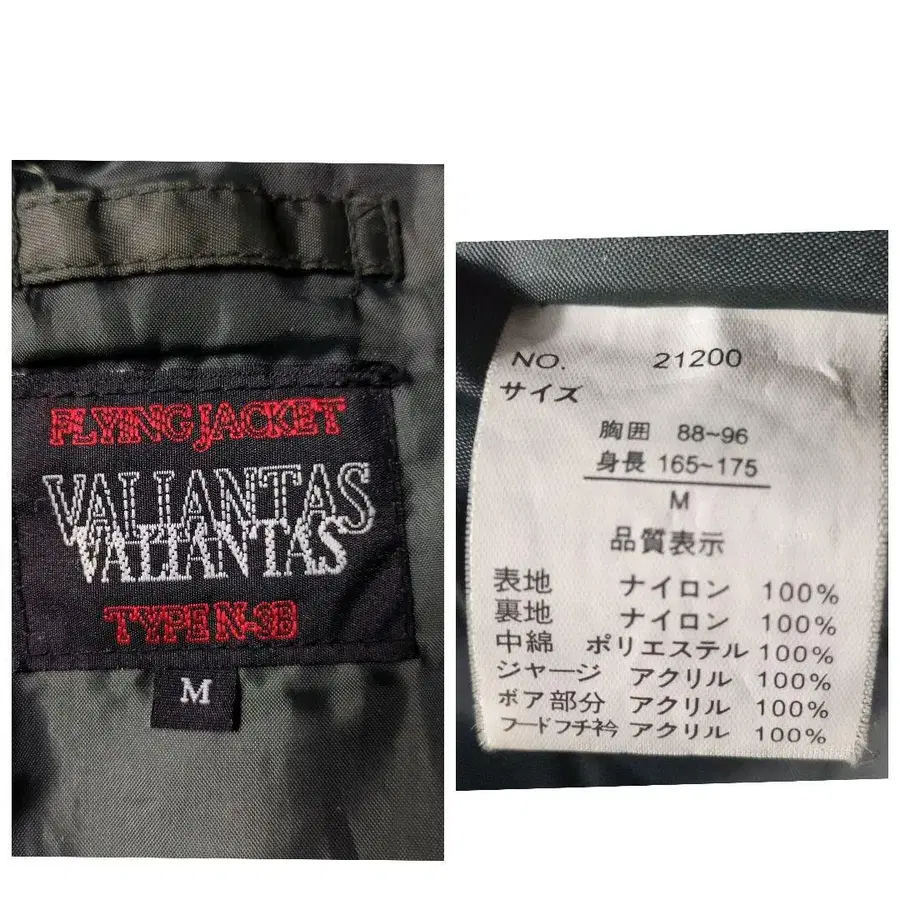 FLYING JACKET
VALIANTAS
VALIANTAS
TYPE N-3B
M
NO. 21200
サイズ
胸囲 88~96
身長 165~175
M
品質表示
表地 ナイロン 100%
裏地 ナイロン 100%
中綿 ポリエステル 100%
ジャージ アクリル 100%
ボア部分 アクリル 100%
フードフチ衿 アクリル 100%